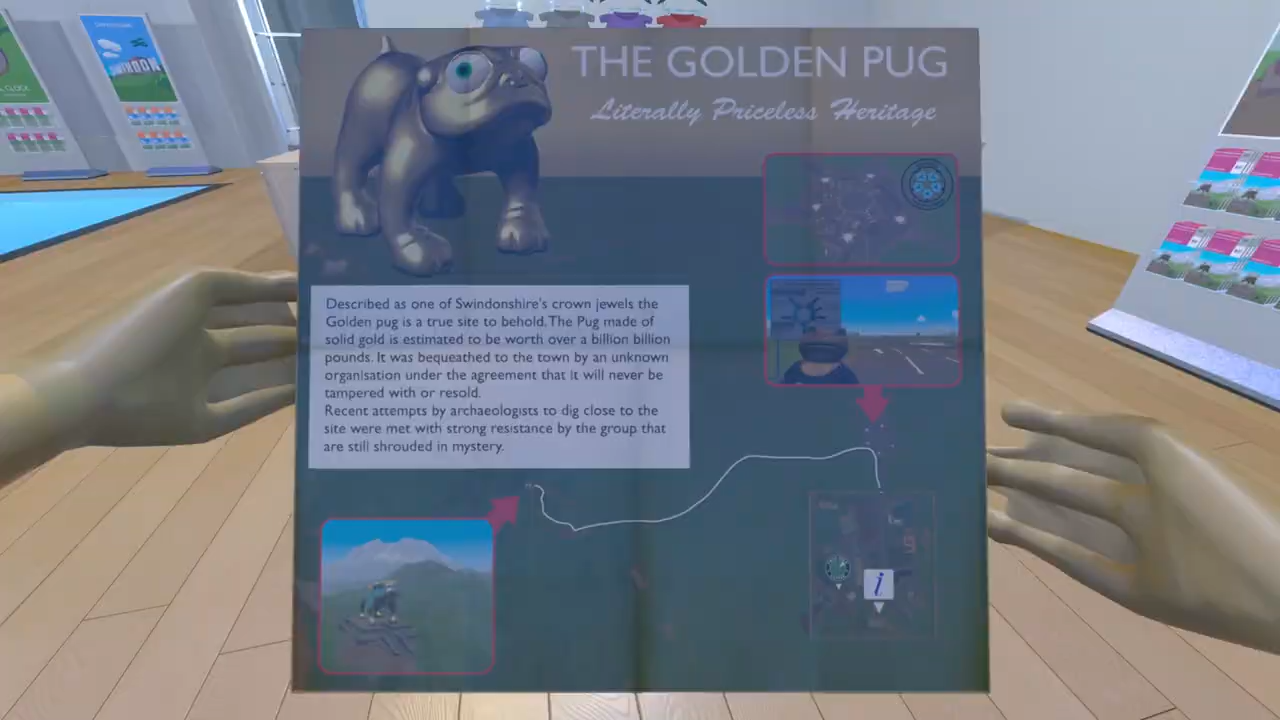 THE GOLDEN PUG
Literally Priceless Heritage
Described as one of Swindonshire's crown jewels the
Golden pug is a true site to behold. The Pug made of
solid gold is estimated to be worth over a billion billion
pounds. It was bequeathed to the town by an unknown
organisation under the agreement that it will never be
tampered with or resold.
Recent attempts by archaeologists to dig close to the
site were met with strong resistance by the group that
are still shrouded in mystery.
i